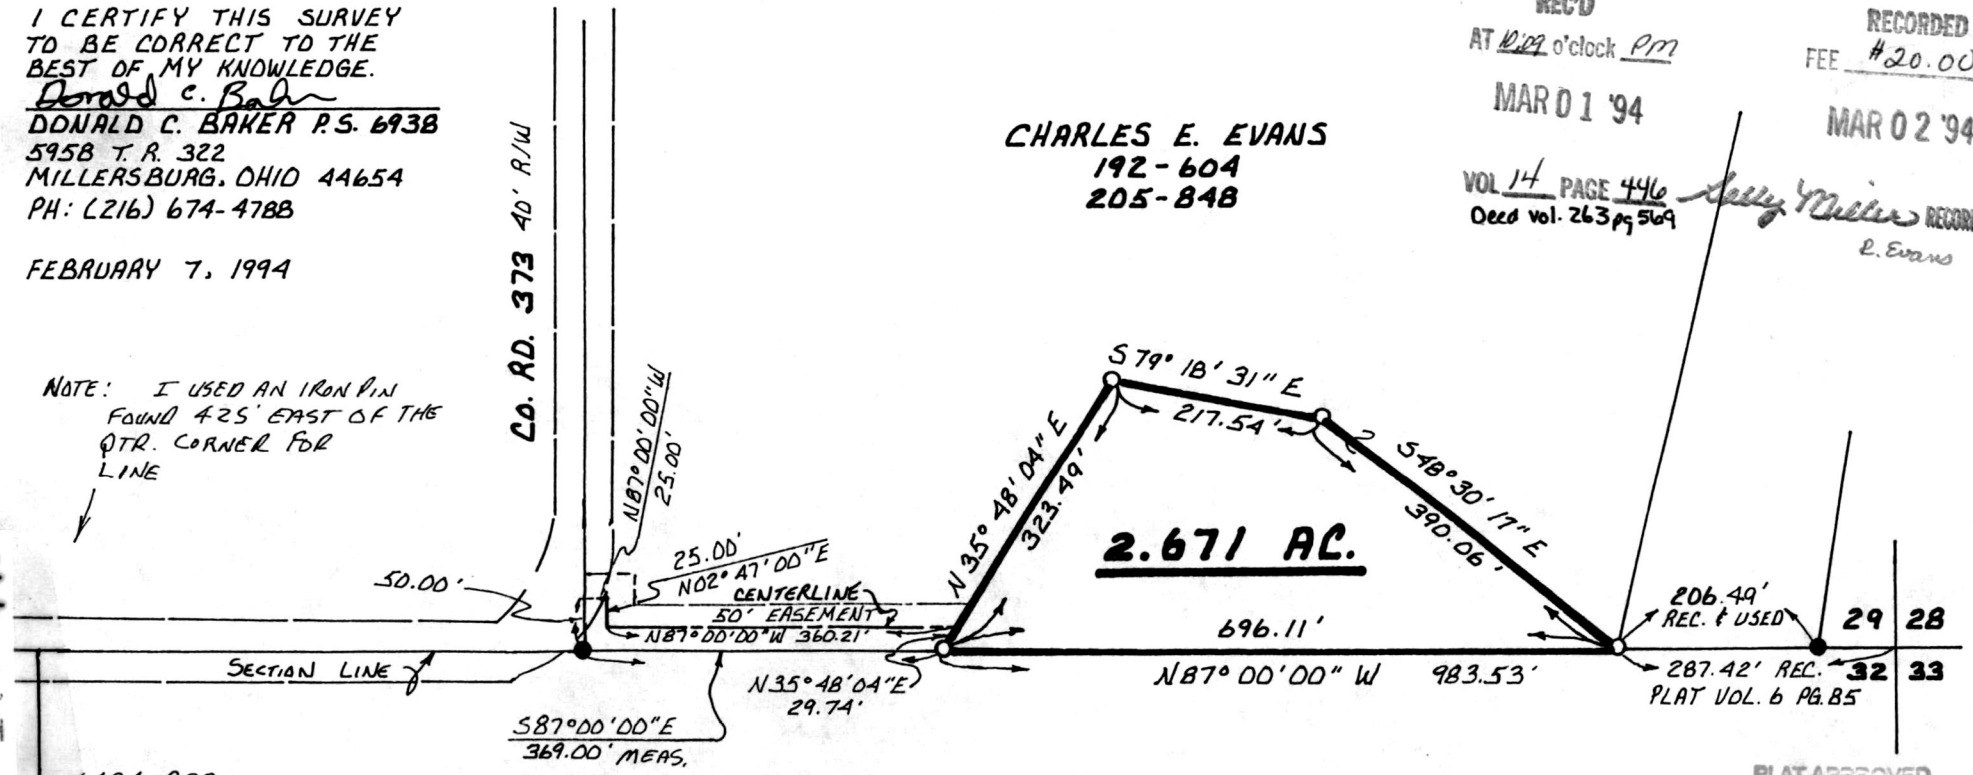 I CERTIFY THIS SURVEY
TO BE CORRECT TO THE
BEST OF MY KNOWLEDGE.
Donald C. Baker
DONALD C. BAKER P.S. 6938
5958 T. R. 322
MILLERSBURG, OHIO 44654
PH: (216) 674-4788
FEBRUARY 7, 1994
NOTE: I USED AN IRON PIN
FOUND 425' EAST OF THE
QTR. CORNER FOR
LINE
CO. RD. 373 40' R/W
CHARLES E. EVANS
192-604
205-848
REC'D
AT o'clock PM
MAR 01 '94
VOL 14 PAGE 446
Deed vol. 263 pg 569
RECORDED
FEE #20.00
MAR 02 '94
Sally Miller
R. Evans
N87°00'00"W
25.00'
50.00'
25.00'
N02°47'00"E
CENTERLINE
50' EASEMENT
N87°00'00"W 360.21'
SECTION LINE
S87°00'00"E
369.00' MEAS.
N35°48'04"E
29.74'
N35°48'04"E
323.49'
S79°18'31"E
217.54'
S48°30'17"E
390.06'
2.671 AC.
696.11'
N87°00'00"W 983.53'
206.49'
REC. & USED
287.42' REC.
PLAT VOL. 6 PG. 85
29 28
32 33
PLAT APPROVED